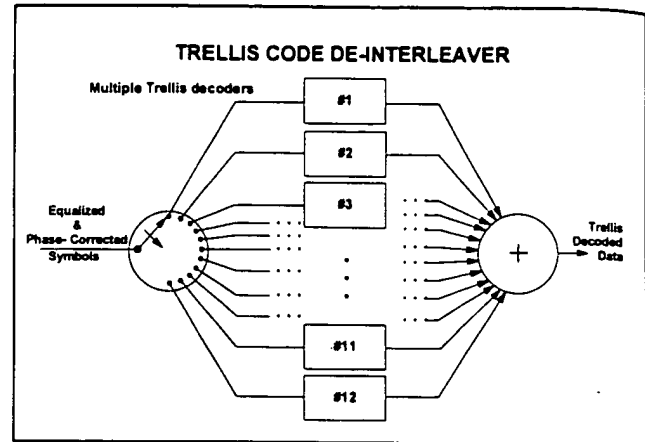 TRELLIS CODE DE-INTERLEAVER
Multiple Trellis decoders
#1
#2
#3
Equalized
&
Phase- Corrected
Symbols
+
Trellis
Decoded
Data
#11
#12